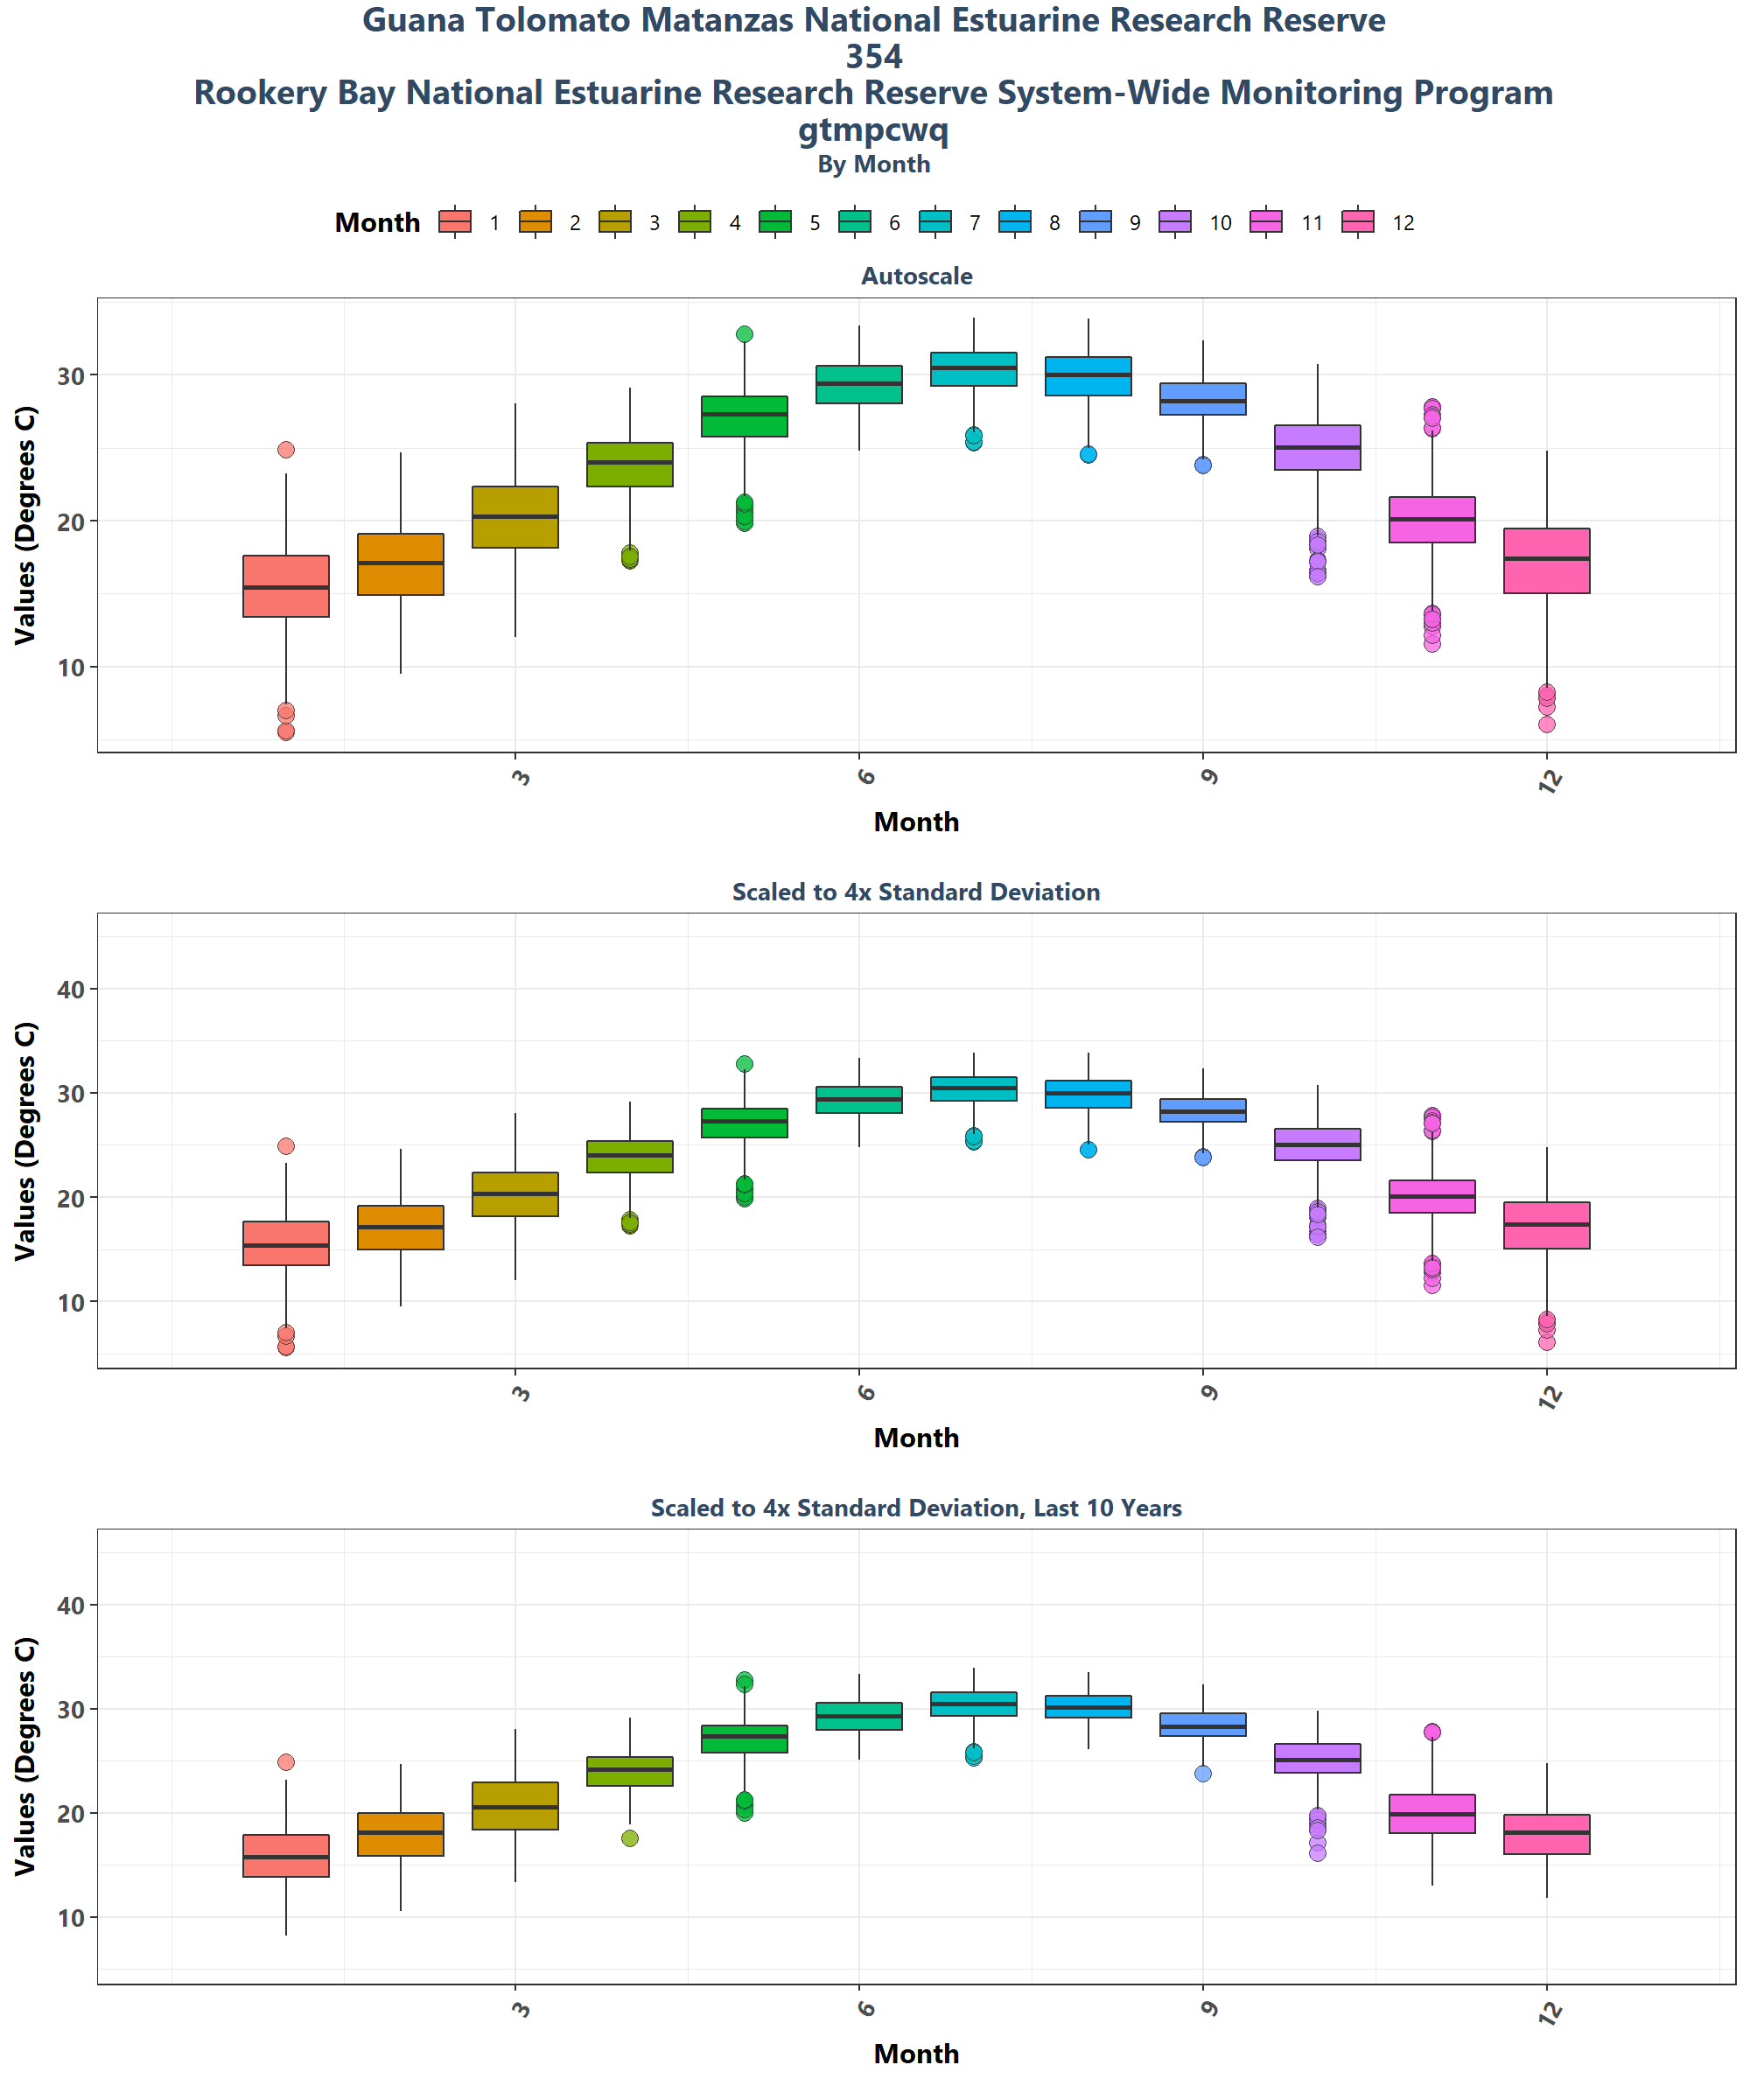 Guana Tolomato Matanzas National Estuarine Research Reserve
354
Rookery Bay National Estuarine Research Reserve System-Wide Monitoring Program
gtmpcwq
By Month
Month 1 2 3 4 5 6 7 8 9 10 11 12
Autoscale
Values (Degrees C)
30
20
10
3 6 9 12
Month
Scaled to 4x Standard Deviation
Values (Degrees C)
40
30
20
10
3 6 9 12
Month
Scaled to 4x Standard Deviation, Last 10 Years
Values (Degrees C)
40
30
20
10
3 6 9 12
Month